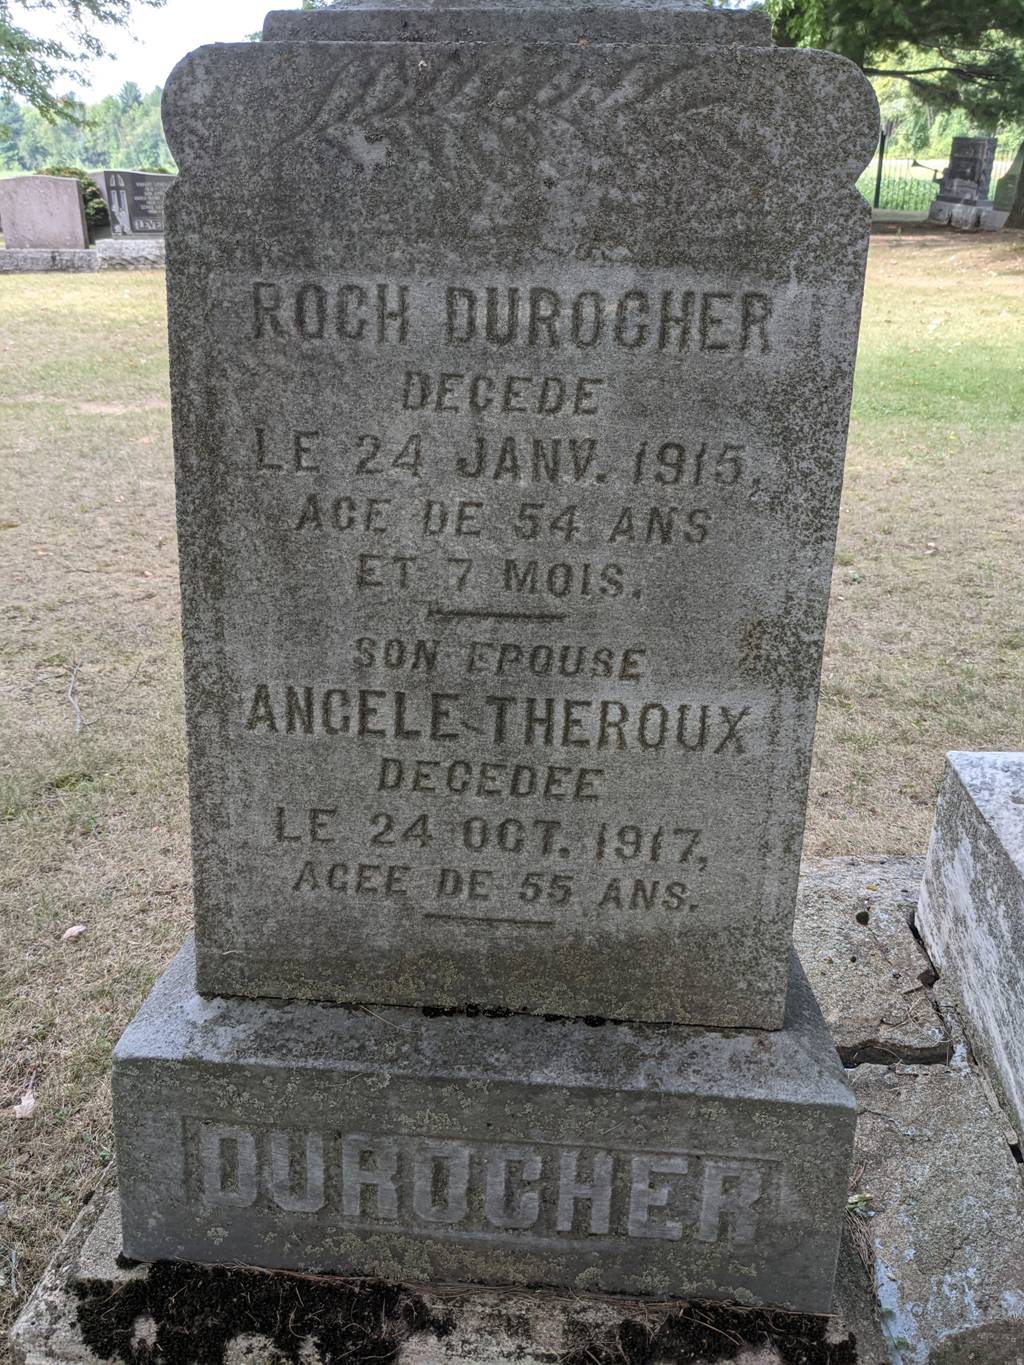 ROCH DUROCHER
DECEDE
LE 24 JANV. 1915,
AGE DE 54 ANS
ET 7 MOIS.
SON EPOUSE
ANGELE THEROUX
DECEDEE
LE 24 OCT. 1917,
AGEE DE 55 ANS.
DUROCHER